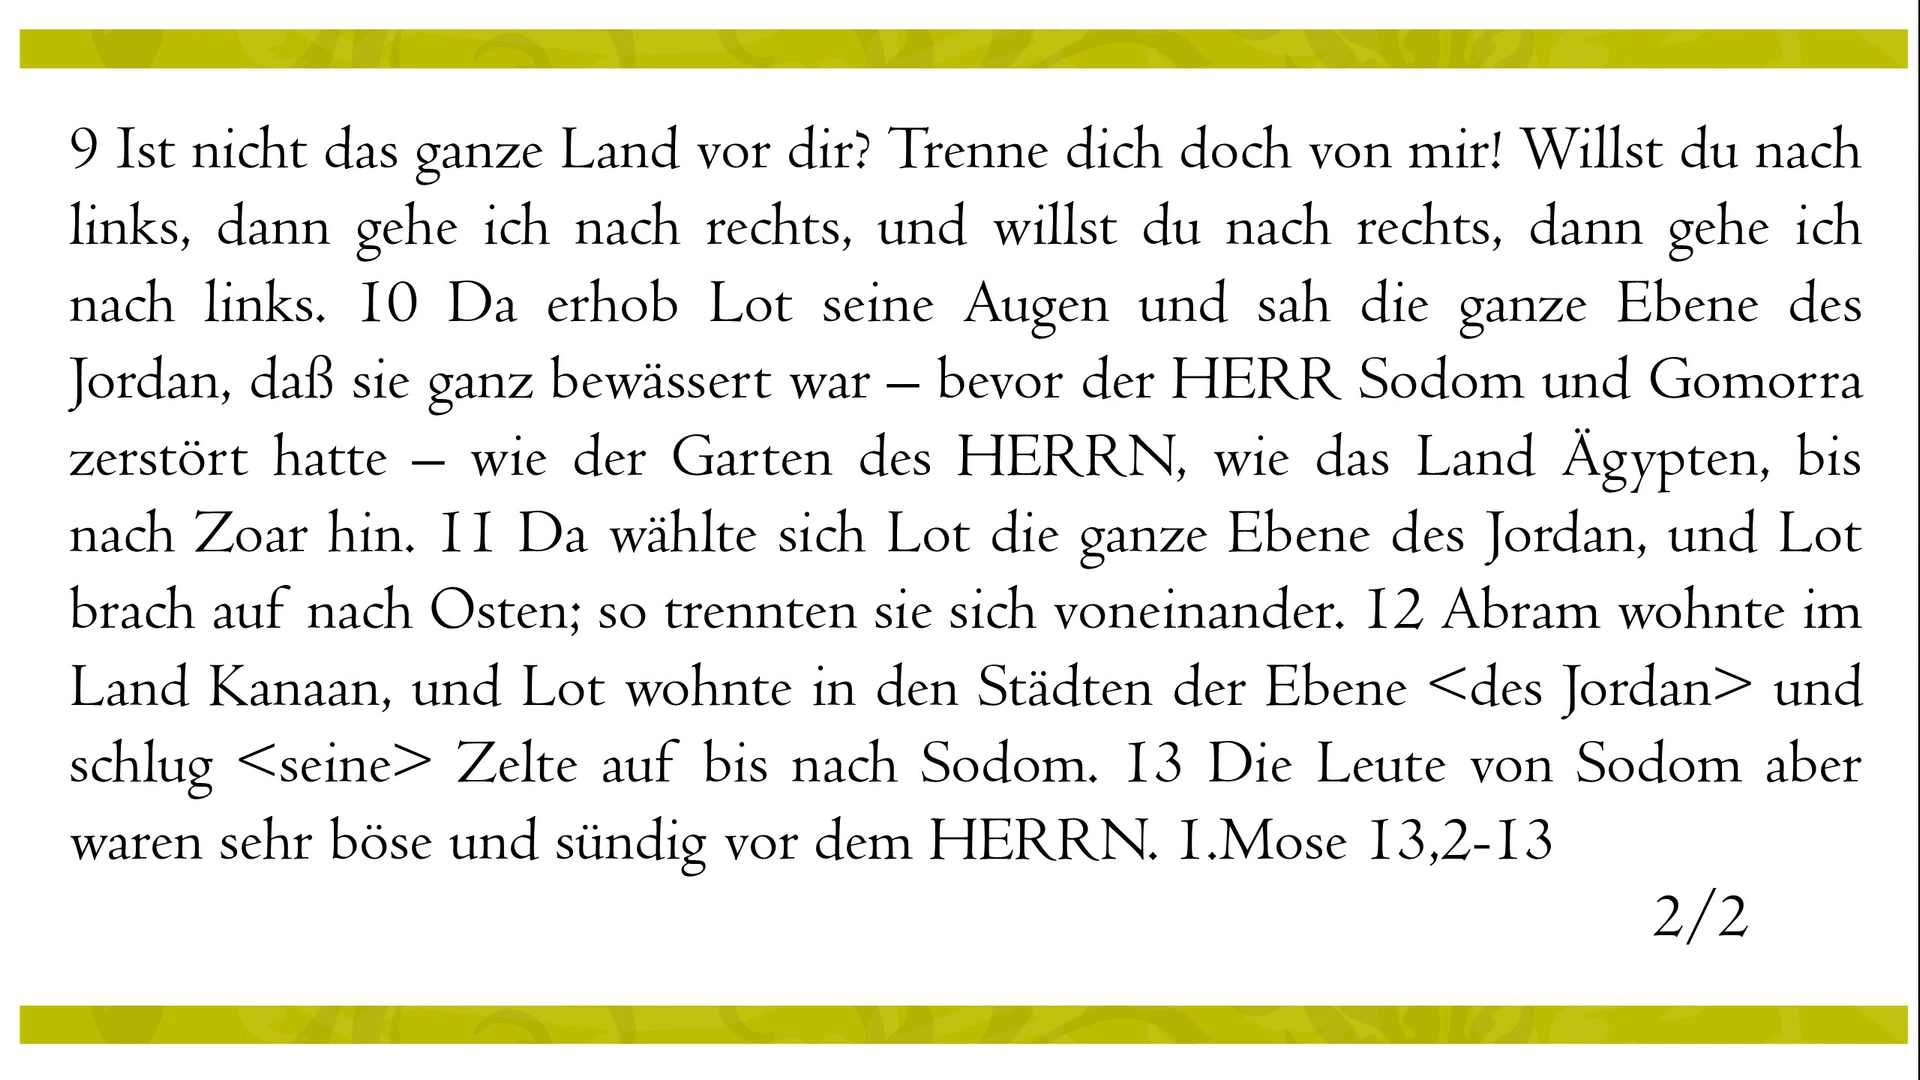 9 Ist nicht das ganze Land vor dir? Trenne dich doch von mir! Willst du nach
links, dann gehe ich nach rechts, und willst du nach rechts, dann gehe ich
nach links. 10 Da erhob Lot seine Augen und sah die ganze Ebene des
Jordan, daß sie ganz bewässert war – bevor der HERR Sodom und Gomorra
zerstört hatte – wie der Garten des HERRN, wie das Land Ägypten, bis
nach Zoar hin. 11 Da wählte sich Lot die ganze Ebene des Jordan, und Lot
brach auf nach Osten; so trennten sie sich voneinander. 12 Abram wohnte im
Land Kanaan, und Lot wohnte in den Städten der Ebene <des Jordan> und
schlug <seine> Zelte auf bis nach Sodom. 13 Die Leute von Sodom aber
waren sehr böse und sündig vor dem HERRN. 1.Mose 13,2-13
2/2